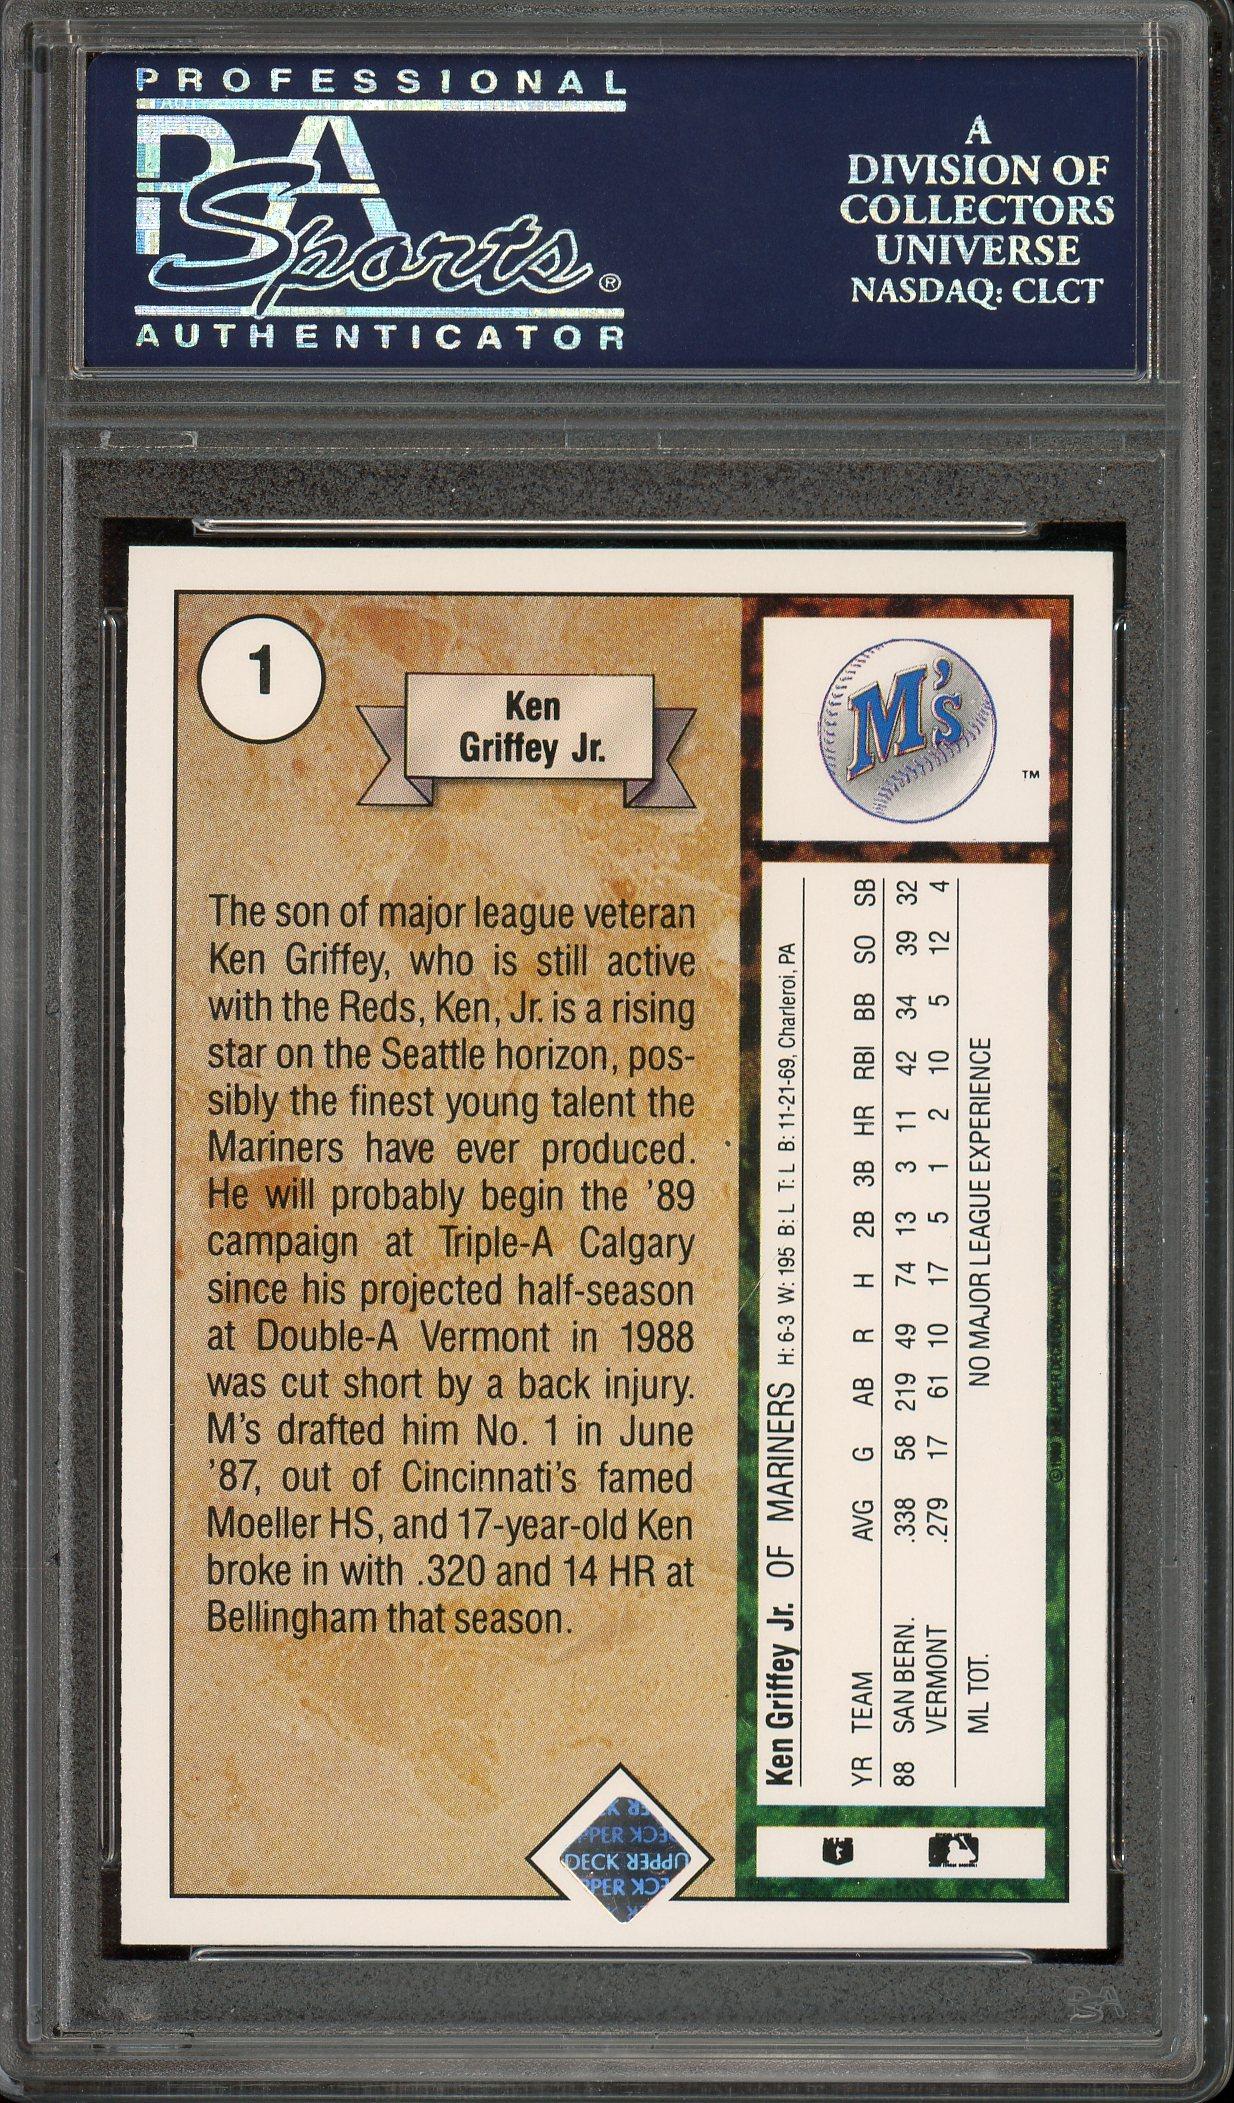 PROFESSIONAL
PSA
Sports®
AUTHENTICATOR
A
DIVISION OF
COLLECTORS
UNIVERSE
NASDAQ: CLCT
1
Ken
Griffey Jr.
The son of major league veteran
Ken Griffey, who is still active
with the Reds, Ken, Jr. is a rising
star on the Seattle horizon, pos-
sibly the finest young talent the
Mariners have ever produced.
He will probably begin the '89
campaign at Triple-A Calgary
since his projected half-season
at Double-A Vermont in 1988
was cut short by a back injury.
M's drafted him No. 1 in June
'87, out of Cincinnati's famed
Moeller HS, and 17-year-old Ken
broke in with .320 and 14 HR at
Bellingham that season.
M's
TM
Ken Griffey Jr. OF MARINERS H: 6-3 W: 195 B: L T: L B: 11-21-69, Charleroi, PA
YR TEAM AVG G AB R H 2B 3B HR RBI BB SO SB
88 SAN BERN. .338 58 219 49 74 13 3 11 42 34 39 32
VERMONT .279 17 61 10 17 5 1 2 10 5 12 4
ML TOT. NO MAJOR LEAGUE EXPERIENCE
UPPER DECK
PSA